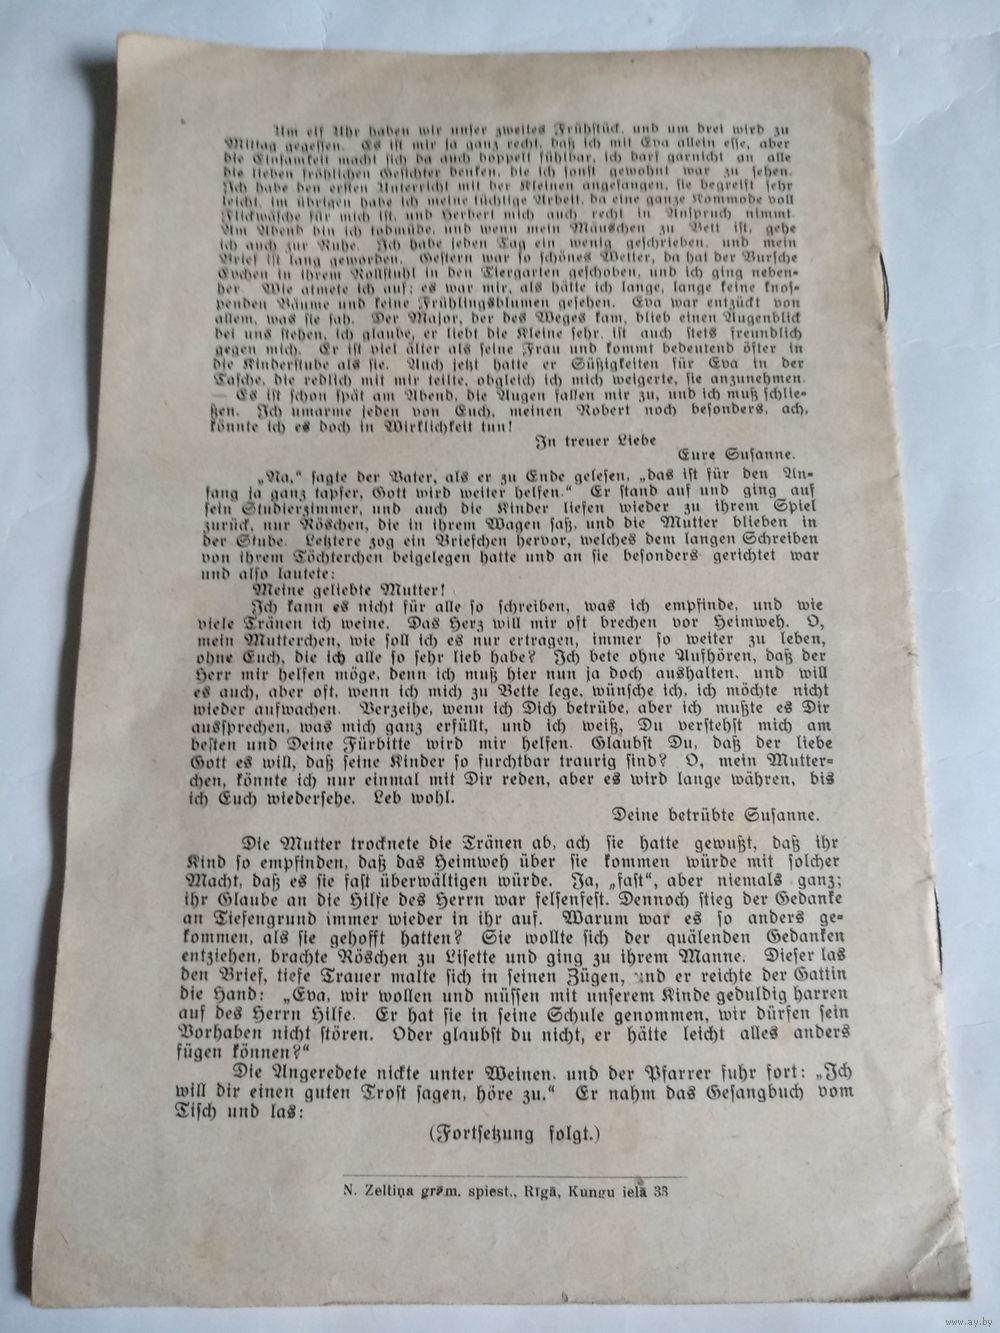 Um elf Uhr haben wir unser zweites Frühstück, und um drei wird zu
Mittag gegessen. Es ist mir ja ganz recht, daß ich mit Eva allein esse, aber
die Einsamkeit macht sich da auch doppelt fühlbar, ich darf garnicht an alle
die lieben fröhlichen Gesichter denken, die ich sonst gewohnt war zu sehen.
Ich habe den ersten Unterricht mit der Kleinen angefangen, sie begreift sehr
leicht, im übrigen habe ich meine tüchtige Arbeit, da eine ganze Kommode voll
Flickwäsche für mich ist, und Herbert mich auch recht in Anspruch nimmt.
Am Abend bin ich todmüde, und wenn mein Mäuschen zu Bett ist, gehe
ich auch zur Ruhe. Ich habe jeden Tag ein wenig geschrieben, und mein
Brief ist lang geworden. Gestern war so schönes Wetter, da hat der Bursche
Evchen in ihrem Rollstuhl in den Tiergarten geschoben, und ich ging neben-
her. Wie atmete ich auf; es war mir, als hätte ich lange, lange keine knos-
penden Bäume und keine Frühlingsblumen gesehen. Eva war entzückt von
allem, was sie sah. Der Major, der des Weges kam, blieb einen Augenblick
bei uns stehen, ich glaube, er liebt die Kleine sehr, ist auch stets freundlich
gegen mich. Er ist viel älter als seine Frau und kommt bedeutend öfter in
die Kinderstube als sie. Auch jetzt hatte er Süßigkeiten für Eva in der
Tasche, die redlich mit mir teilte, obgleich ich mich weigerte, sie anzunehmen.
— Es ist schon spät am Abend, die Augen fallen mir zu, und ich muß schlie-
ßen. Ich umarme jeden von Euch, meinen Robert noch besonders, ach,
könnte ich es doch in Wirklichkeit tun!
In treuer Liebe
Eure Susanne.
„Na,“ sagte der Vater, als er zu Ende gelesen, „das ist für den An-
fang ja ganz tapfer, Gott wird weiter helfen.“ Er stand auf und ging auf
sein Studierzimmer, und auch die Kinder liefen wieder zu ihrem Spiel
zurück, nur Röschen, die in ihrem Wagen saß, und die Mutter blieben in
der Stube. Letztere zog ein Briefchen hervor, welches dem langen Schreiben
von ihrem Töchterchen beigelegen hatte und an sie besonders gerichtet war
und also lautete:
Meine geliebte Mutter!
Ich kann es nicht für alle so schreiben, was ich empfinde, und wie
viele Tränen ich weine. Das Herz will mir oft brechen vor Heimweh. O,
mein Mutterchen, wie soll ich es nur ertragen, immer so weiter zu leben,
ohne Euch, die ich alle so sehr lieb habe? Ich bete ohne Aufhören, daß der
Herr mir helfen möge, denn ich muß hier nun ja doch aushalten, und will
es auch, aber oft, wenn ich mich zu Bette lege, wünsche ich, ich möchte nicht
wieder aufwachen. Verzeihe, wenn ich Dich betrübe, aber ich mußte es Dir
aussprechen, was mich ganz erfüllt, und ich weiß, Du verstehst mich am
besten und Deine Fürbitte wird mir helfen. Glaubst Du, daß der liebe
Gott es will, daß seine Kinder so furchtbar traurig sind? O, mein Mutter-
chen, könnte ich nur einmal mit Dir reden, aber es wird lange währen, bis
ich Euch wiedersehe. Leb wohl.
Deine betrübte Susanne.
Die Mutter trocknete die Tränen ab, ach sie hatte gewußt, daß ihr
Kind so empfinden, daß das Heimweh über sie kommen würde mit solcher
Macht, daß es sie fast überwältigen würde. Ja, „fast“, aber niemals ganz;
ihr Glaube an die Hilfe des Herrn war felsenfest. Dennoch stieg der Gedanke
an Tiefengrund immer wieder in ihr auf. Warum war es so anders ge-
kommen, als sie gehofft hatten? Sie wollte sich der quälenden Gedanken
entziehen, brachte Röschen zu Lisette und ging zu ihrem Manne. Dieser las
den Brief, tiefe Trauer malte sich in seinen Zügen, und er reichte der Gattin
die Hand: „Eva, wir wollen und müssen mit unserem Kinde geduldig harren
auf des Herrn Hilfe. Er hat sie in seine Schule genommen, wir dürfen sein
Vorhaben nicht stören. Oder glaubst du nicht, er hätte leicht alles anders
fügen können?“
Die Angeredete nickte unter Weinen, und der Pfarrer fuhr fort: „Ich
will dir einen guten Trost sagen, höre zu.“ Er nahm das Gesangbuch vom
Tisch und las:
(Fortsetzung folgt.)
N. Zeltiņa grām. spiest., Rīgā, Kungu ielā 33
www.ay.by